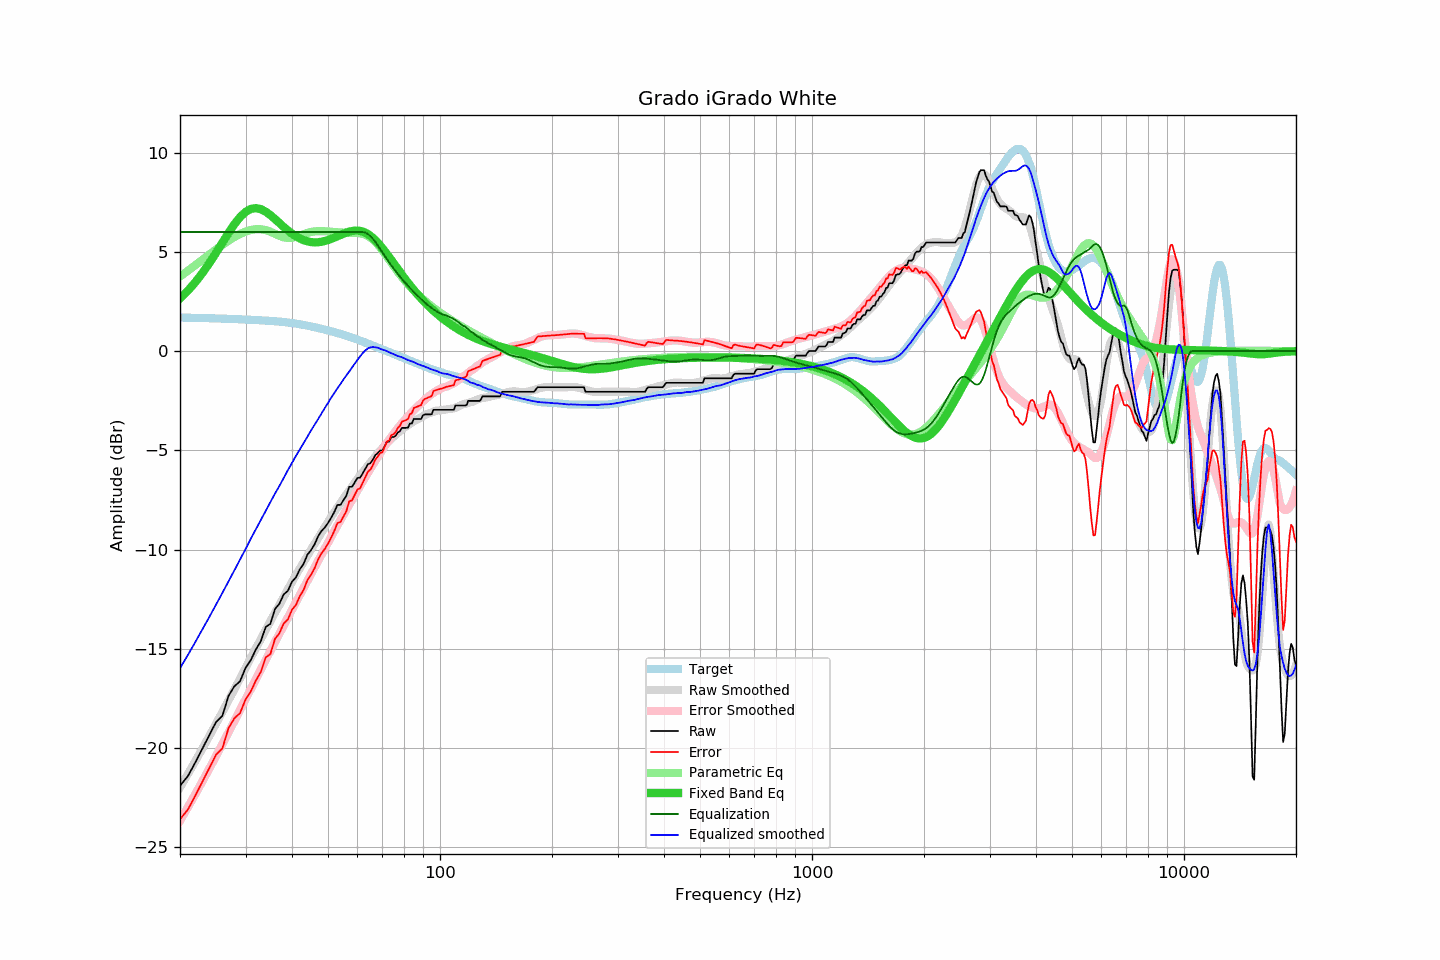 Grado iGrado White
Amplitude (dBr)
10
5
0
−5
−10
−15
−20
−25
100
1000
10000
Frequency (Hz)
Target
Raw Smoothed
Error Smoothed
Raw
Error
Parametric Eq
Fixed Band Eq
Equalization
Equalized smoothed